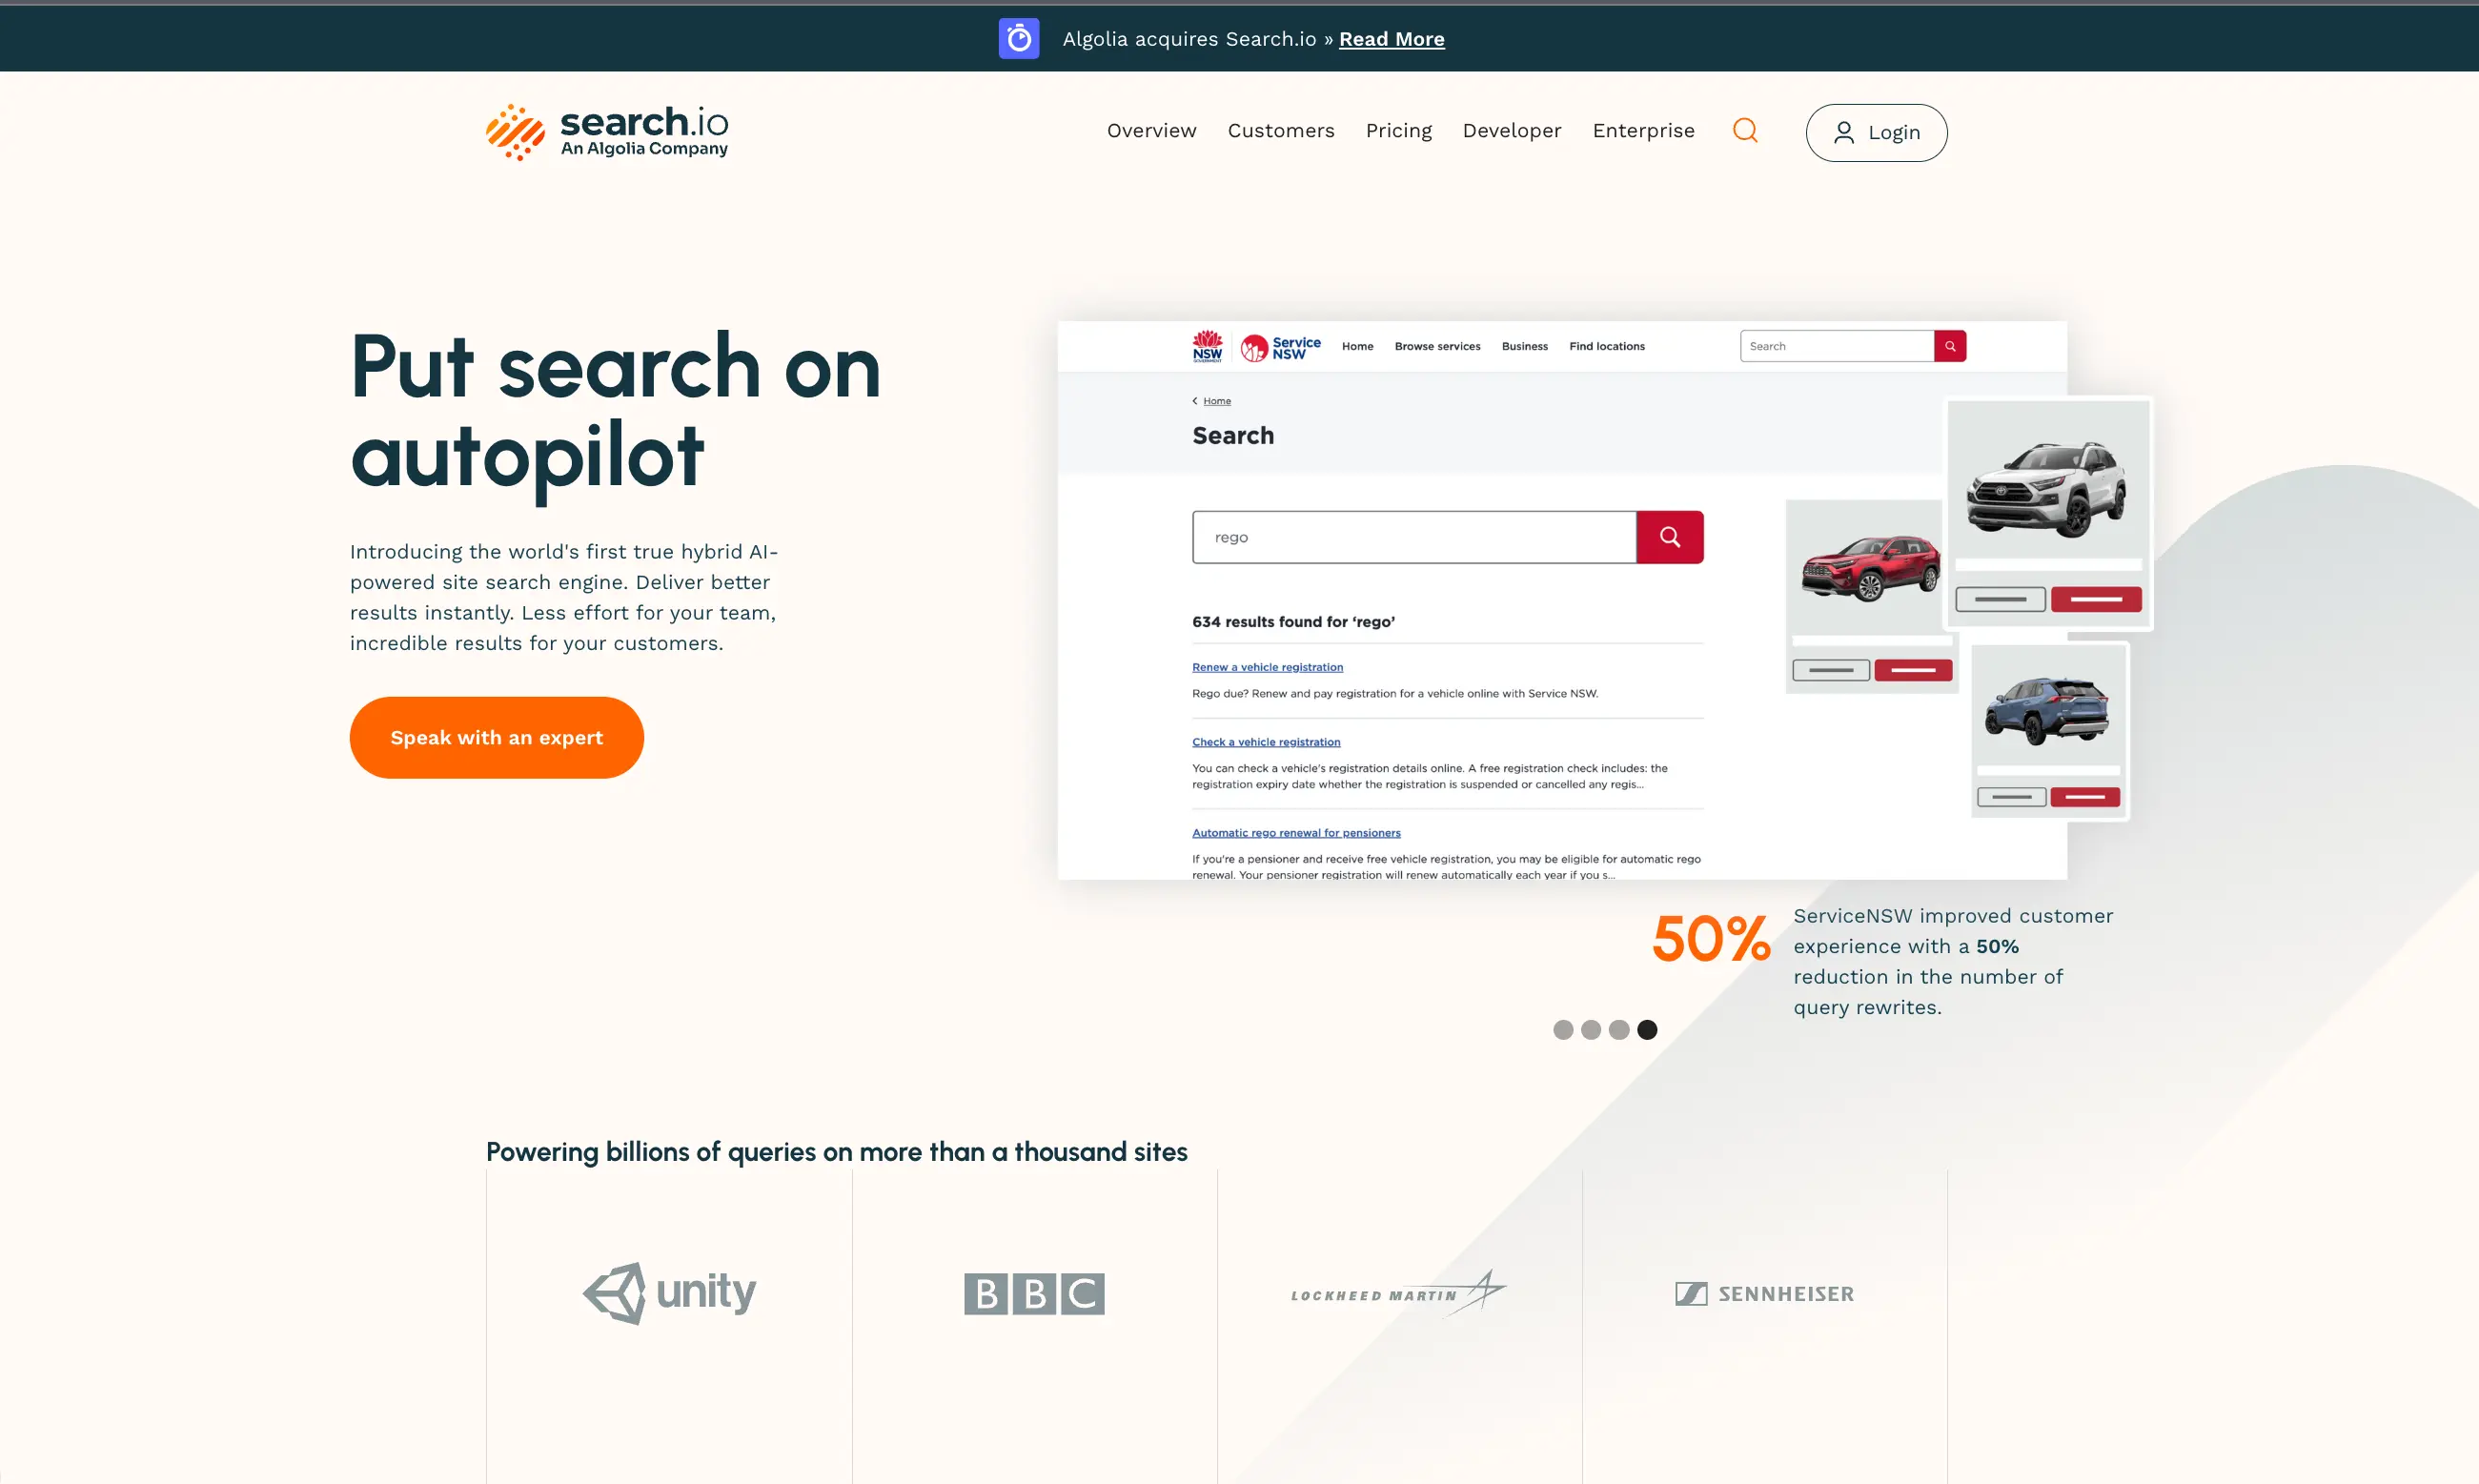 Algolia acquires Search.io » Read More
search.io
An Algolia Company
Overview
Customers
Pricing
Developer
Enterprise
Login
Put search on
autopilot
Introducing the world's first true hybrid AI-
powered site search engine. Deliver better
results instantly. Less effort for your team,
incredible results for your customers.
Speak with an expert
NSW
GOVERNMENT
Service
NSW
Home
Browse services
Business
Find locations
Search
Home
Search
rego
634 results found for ‘rego’
Renew a vehicle registration
Rego due? Renew and pay registration for a vehicle online with Service NSW.
Check a vehicle registration
You can check a vehicle's registration details online. A free registration check includes: the
registration expiry date whether the registration is suspended or cancelled any regis...
Automatic rego renewal for pensioners
If you're a pensioner and receive free vehicle registration, you may be eligible for automatic rego
renewal. Your pensioner registration will renew automatically each year if you s...
50%
ServiceNSW improved customer
experience with a 50%
reduction in the number of
query rewrites.
Powering billions of queries on more than a thousand sites
unity
BBC
LOCKHEED MARTIN
SENNHEISER